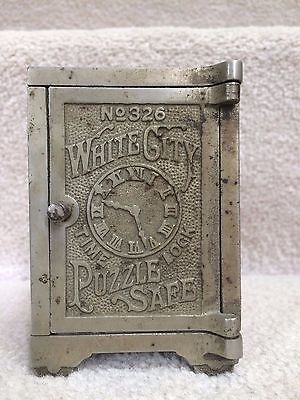 No 326
WHITE CITY
TIME LOCK
PUZZLE
SAFE